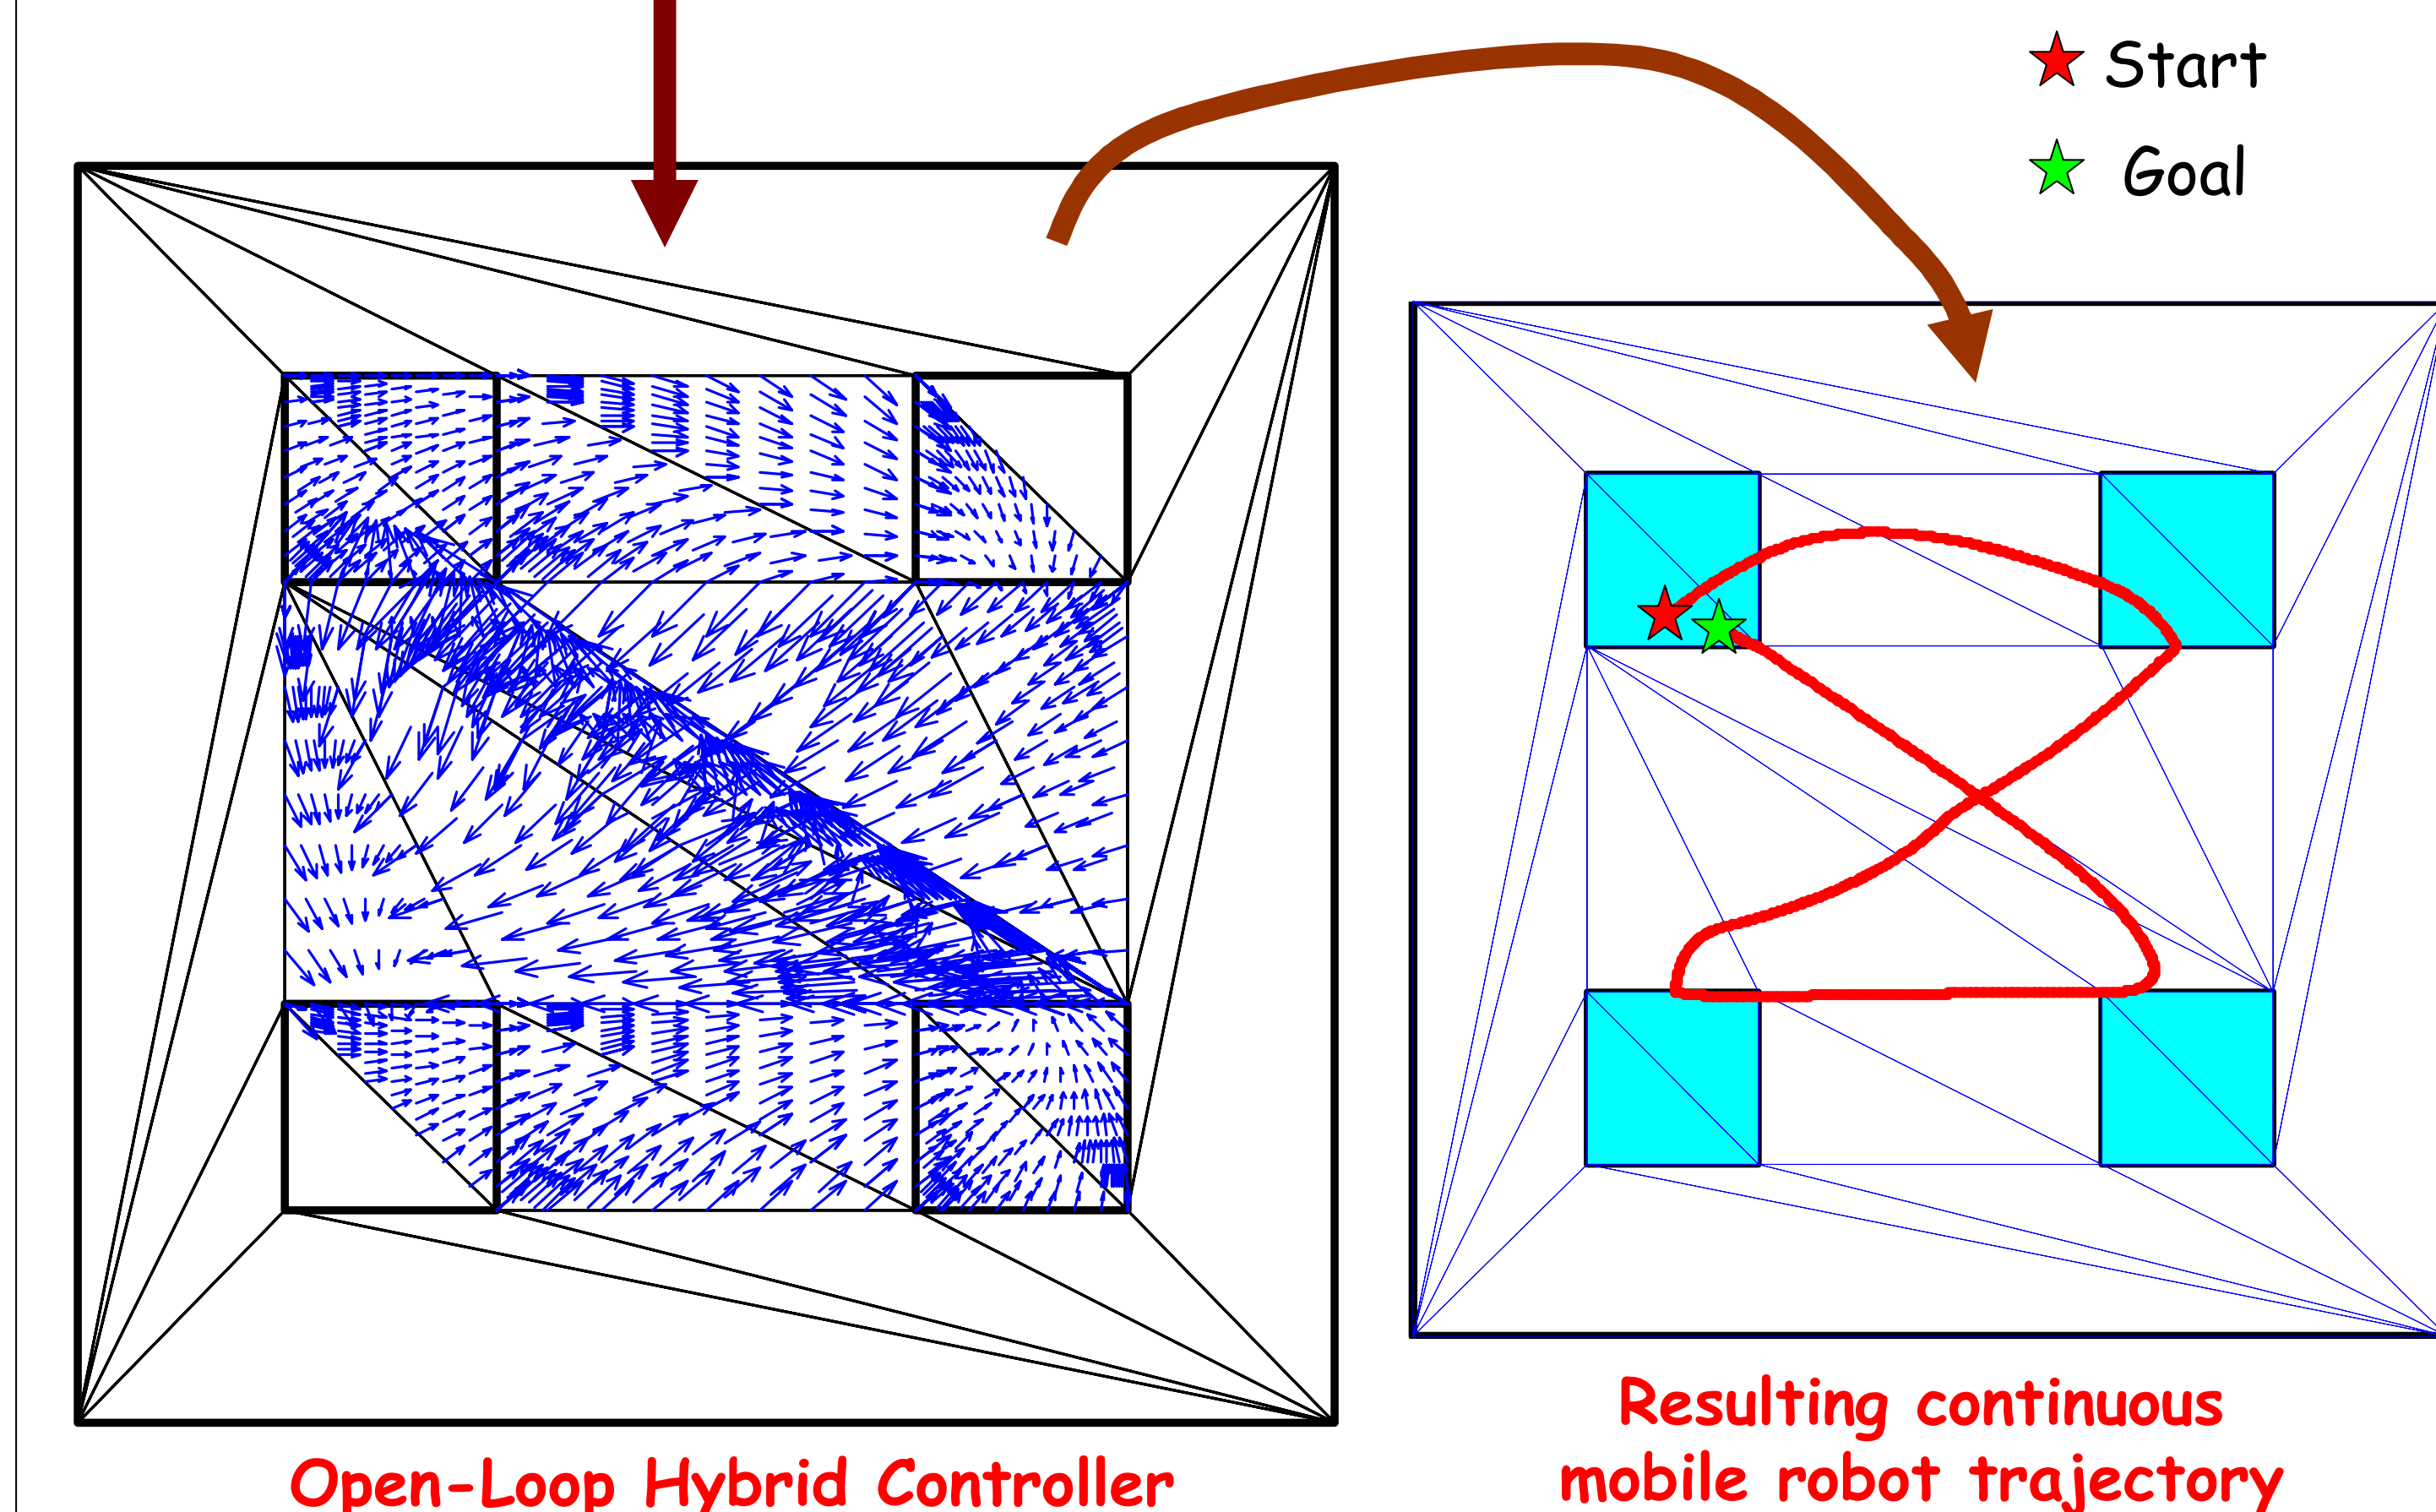 Start
Goal
Resulting continuous
mobile robot trajectory
Open-Loop Hybrid Controller